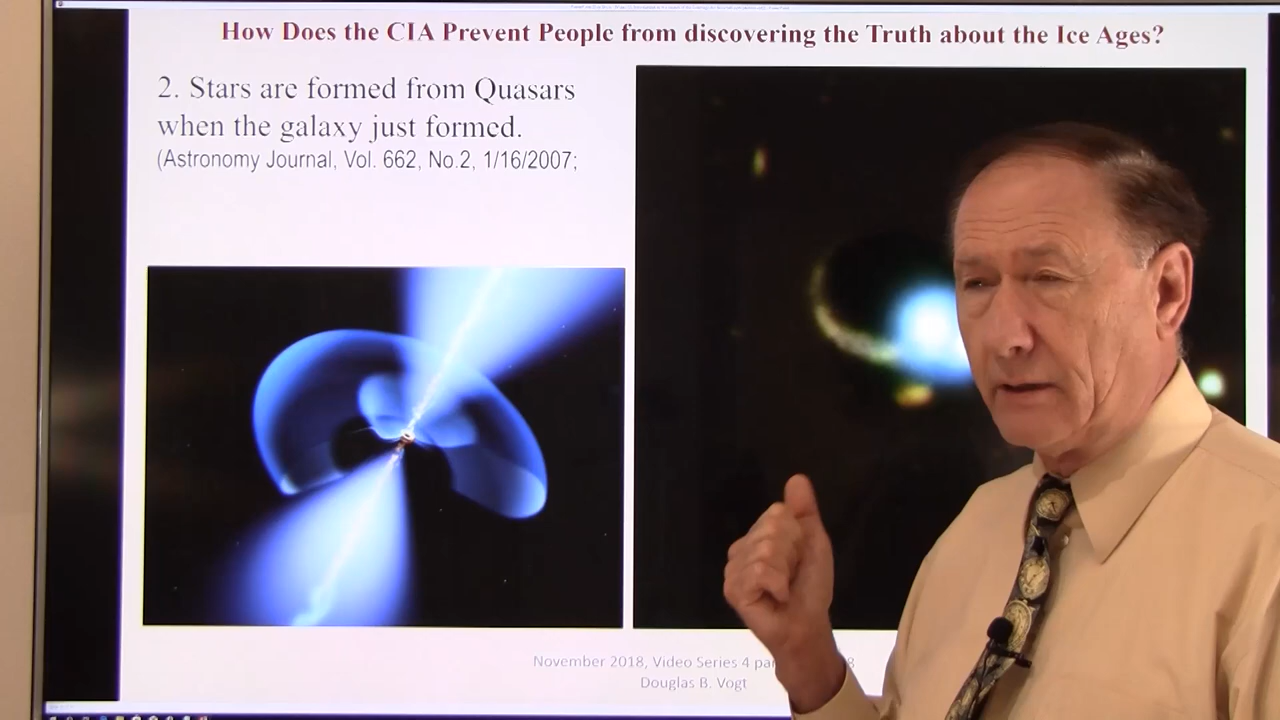 How Does the CIA Prevent People from discovering the Truth about the Ice Ages?
2. Stars are formed from Quasars
when the galaxy just formed.
(Astronomy Journal, Vol. 662, No.2, 1/16/2007;
November 2018, Video Series 4
Douglas B. Vogt